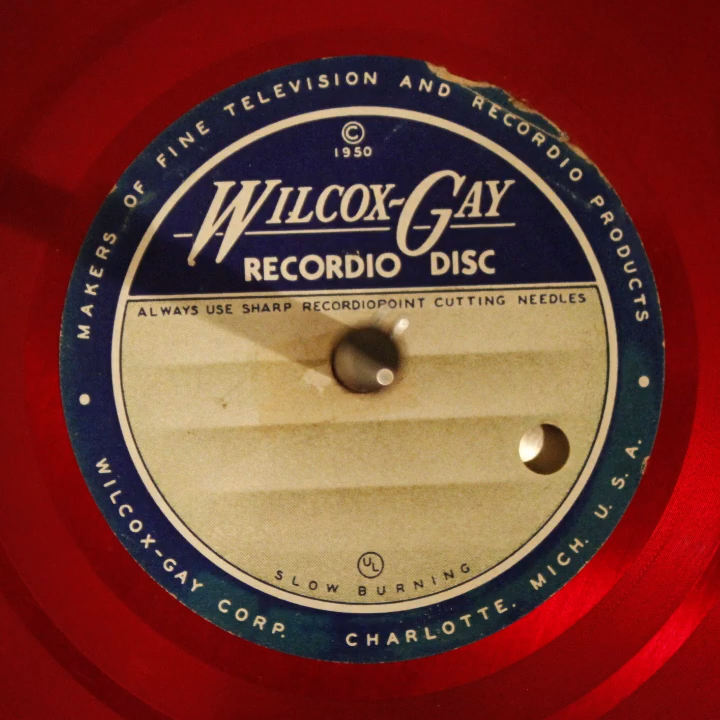 MAKERS OF FINE TELEVISION AND RECORDIO PRODUCTS
© 1950
WILCOX-GAY
RECORDIO DISC
ALWAYS USE SHARP RECORDIOPOINT CUTTING NEEDLES
UL
SLOW BURNING
WILCOX-GAY CORP. CHARLOTTE, MICH. U. S. A.